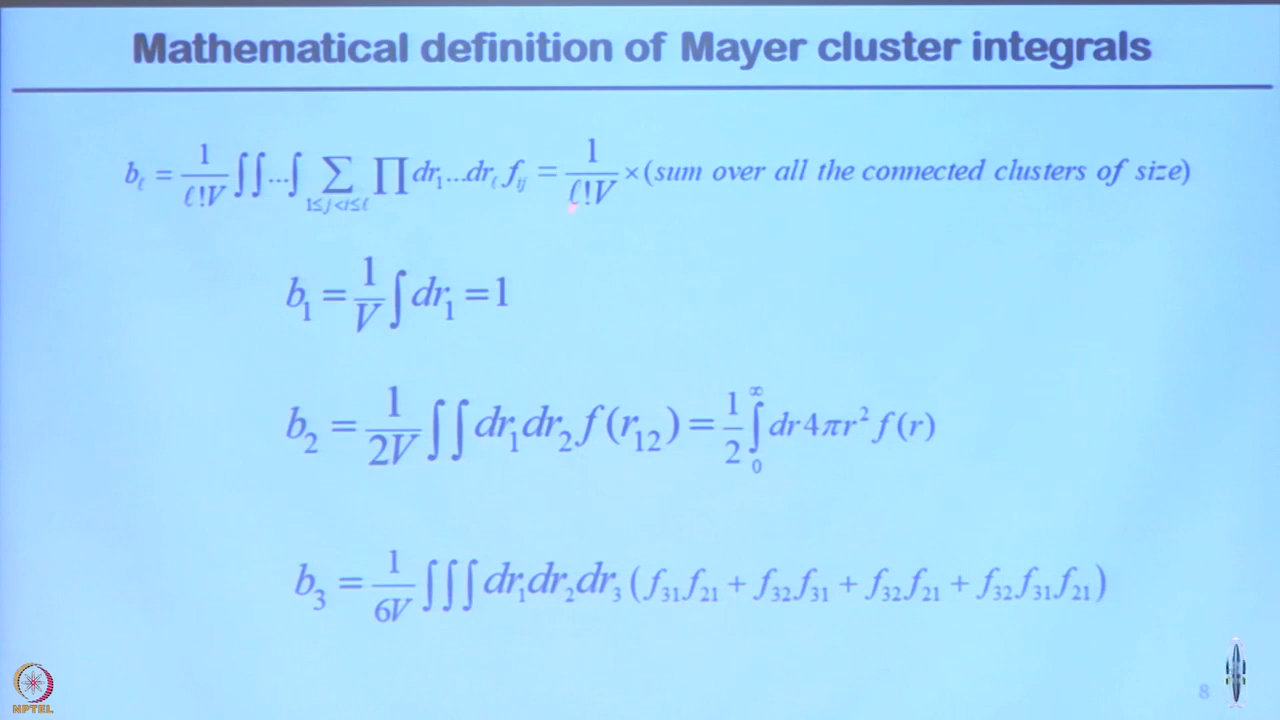 Mathematical definition of Mayer cluster integrals
b_ℓ = 1/(ℓ!V) ∫∫...∫ Σ_{1≤j<i≤ℓ} ∏ dr_1...dr_ℓ f_ij = 1/(ℓ!V) ×(sum over all the connected clusters of size)
b_1 = 1/V ∫ dr_1 = 1
b_2 = 1/(2V) ∫∫ dr_1 dr_2 f(r_12) = 1/2 ∫_0^∞ dr 4πr² f(r)
b_3 = 1/(6V) ∫∫∫ dr_1 dr_2 dr_3 (f_31 f_21 + f_32 f_31 + f_32 f_21 + f_32 f_31 f_21)
NPTEL
8